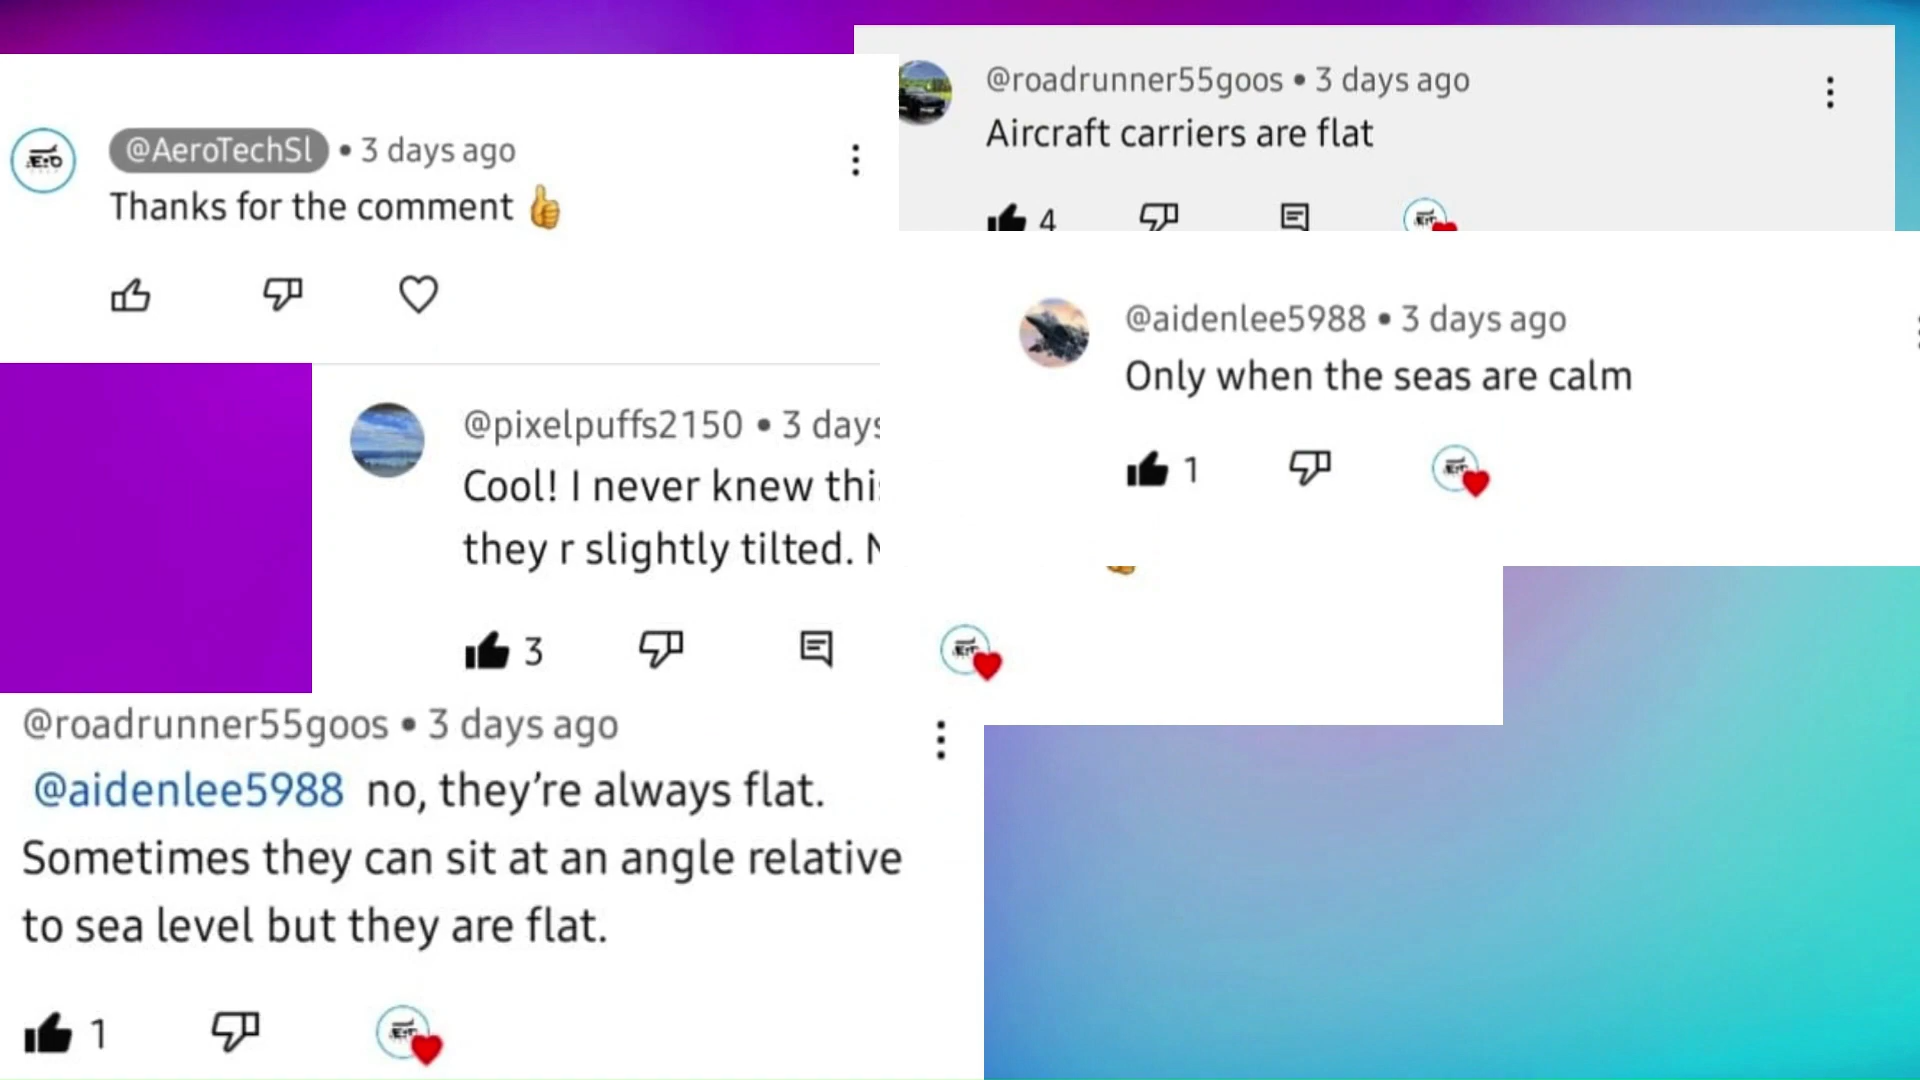 @AeroTechSl • 3 days ago
Thanks for the comment 👍
@roadrunner55goos • 3 days ago
Aircraft carriers are flat
4
@aidenlee5988 • 3 days ago
Only when the seas are calm
1
@pixelpuffs2150 • 3 days
Cool! I never knew this
they r slightly tilted.
3
@roadrunner55goos • 3 days ago
@aidenlee5988 no, they're always flat.
Sometimes they can sit at an angle relative
to sea level but they are flat.
1